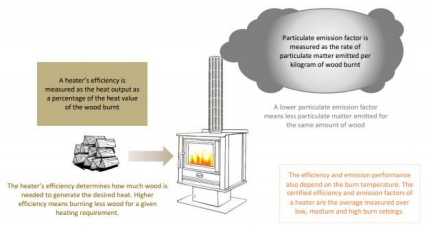 Particulate emission factor is
measured as the rate of
particulate matter emitted per
kilogram of wood burnt
A heater's efficiency is
measured as the heat output as
a percentage of the heat value
of the wood burnt
A lower particulate emission factor
means less particulate matter emitted for
the same amount of wood
The heater's efficiency determines how much wood is
needed to generate the desired heat. Higher
efficiency means burning less wood for a given
heating requirement.
The efficiency and emission performance
also depend on the burn temperature. The
certified efficiency and emission factors of
a heater are the average measured over
low, medium and high burn settings.